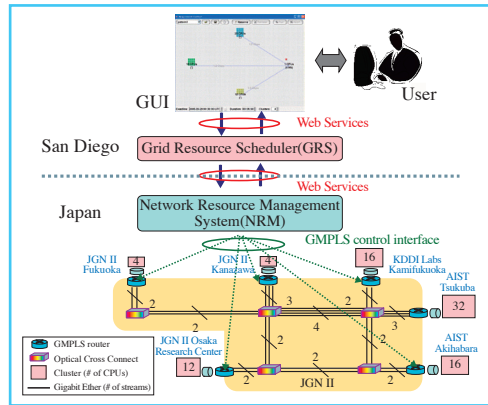 GUI
User
Web Services
San Diego
Grid Resource Scheduler(GRS)
Web Services
Japan
Network Resource Management
System(NRM)
GMPLS control interface
JGN II
Fukuoka
4
JGN II
Kanazawa
4
16
KDDI Labs
Kamifukuoka
AIST
Tsukuba
32
2
2
3
2
2
4
3
JGN II Osaka
Research Center
12
2
2
2
2
2
2
JGN II
AIST
Akihabara
16
GMPLS router
Optical Cross Connect
Cluster (# of CPUs)
Gigabit Ether (# of streams)